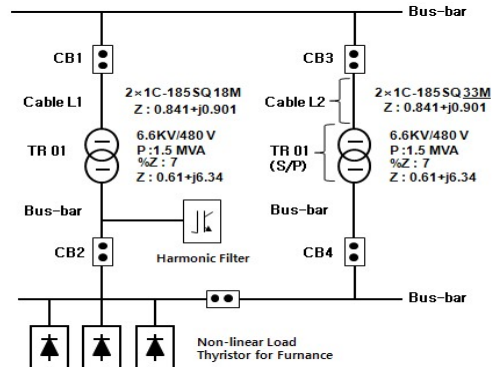 Bus-bar
CB1
CB3
Cable L1
2×1C-185SQ18M
Z : 0.841+j0.901
Cable L2
2×1C-185SQ33M
Z : 0.841+j0.901
TR 01
6.6KV/480 V
P :1.5 MVA
%Z : 7
Z : 0.61+j6.34
TR 01
(S/P)
6.6KV/480 V
P :1.5 MVA
%Z : 7
Z : 0.61+j6.34
Bus-bar
Bus-bar
CB2
Harmonic Filter
CB4
Bus-bar
Non-linear Load
Thyristor for Furnance